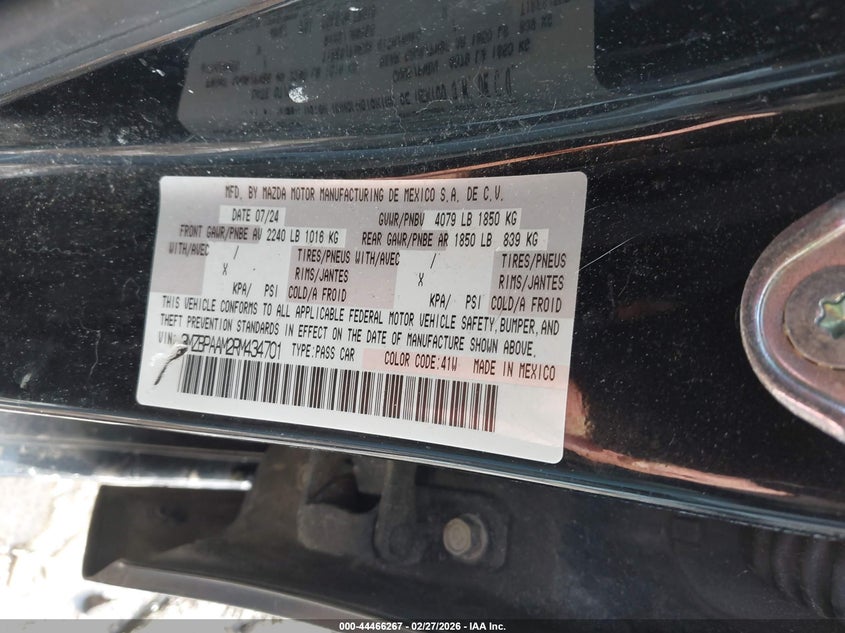 MFD. BY MAZDA MOTOR MANUFACTURING DE MEXICO S.A. DE C.V.
DATE 07/24 GVWR/PNBV 4079 LB 1850 KG
FRONT GAWR/PNBE AV 2240 LB 1016 KG REAR GAWR/PNBE AR 1850 LB 839 KG
WITH/AVEC / TIRES/PNEUS WITH/AVEC / TIRES/PNEUS
X RIMS/JANTES X RIMS/JANTES
KPA/ PSI COLD/A FROID KPA/ PSI COLD/A FROID
THIS VEHICLE CONFORMS TO ALL APPLICABLE FEDERAL MOTOR VEHICLE SAFETY, BUMPER, AND
THEFT PREVENTION STANDARDS IN EFFECT ON THE DATE OF MANUFACTURE SHOWN ABOVE.
VIN: 3MZBPAAM2RM434701 TYPE:PASS CAR COLOR CODE:41W MADE IN MEXICO
000-44466267 - 02/27/2026 - IAA Inc.